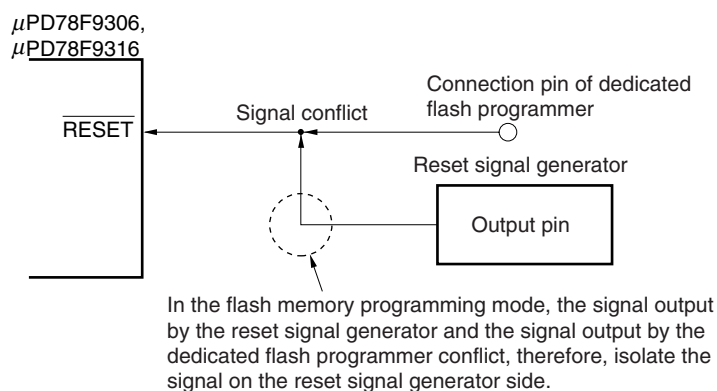 μPD78F9306,
μPD78F9316
Connection pin of dedicated
flash programmer
Signal conflict
RESET
Reset signal generator
Output pin
In the flash memory programming mode, the signal output
by the reset signal generator and the signal output by the
dedicated flash programmer conflict, therefore, isolate the
signal on the reset signal generator side.